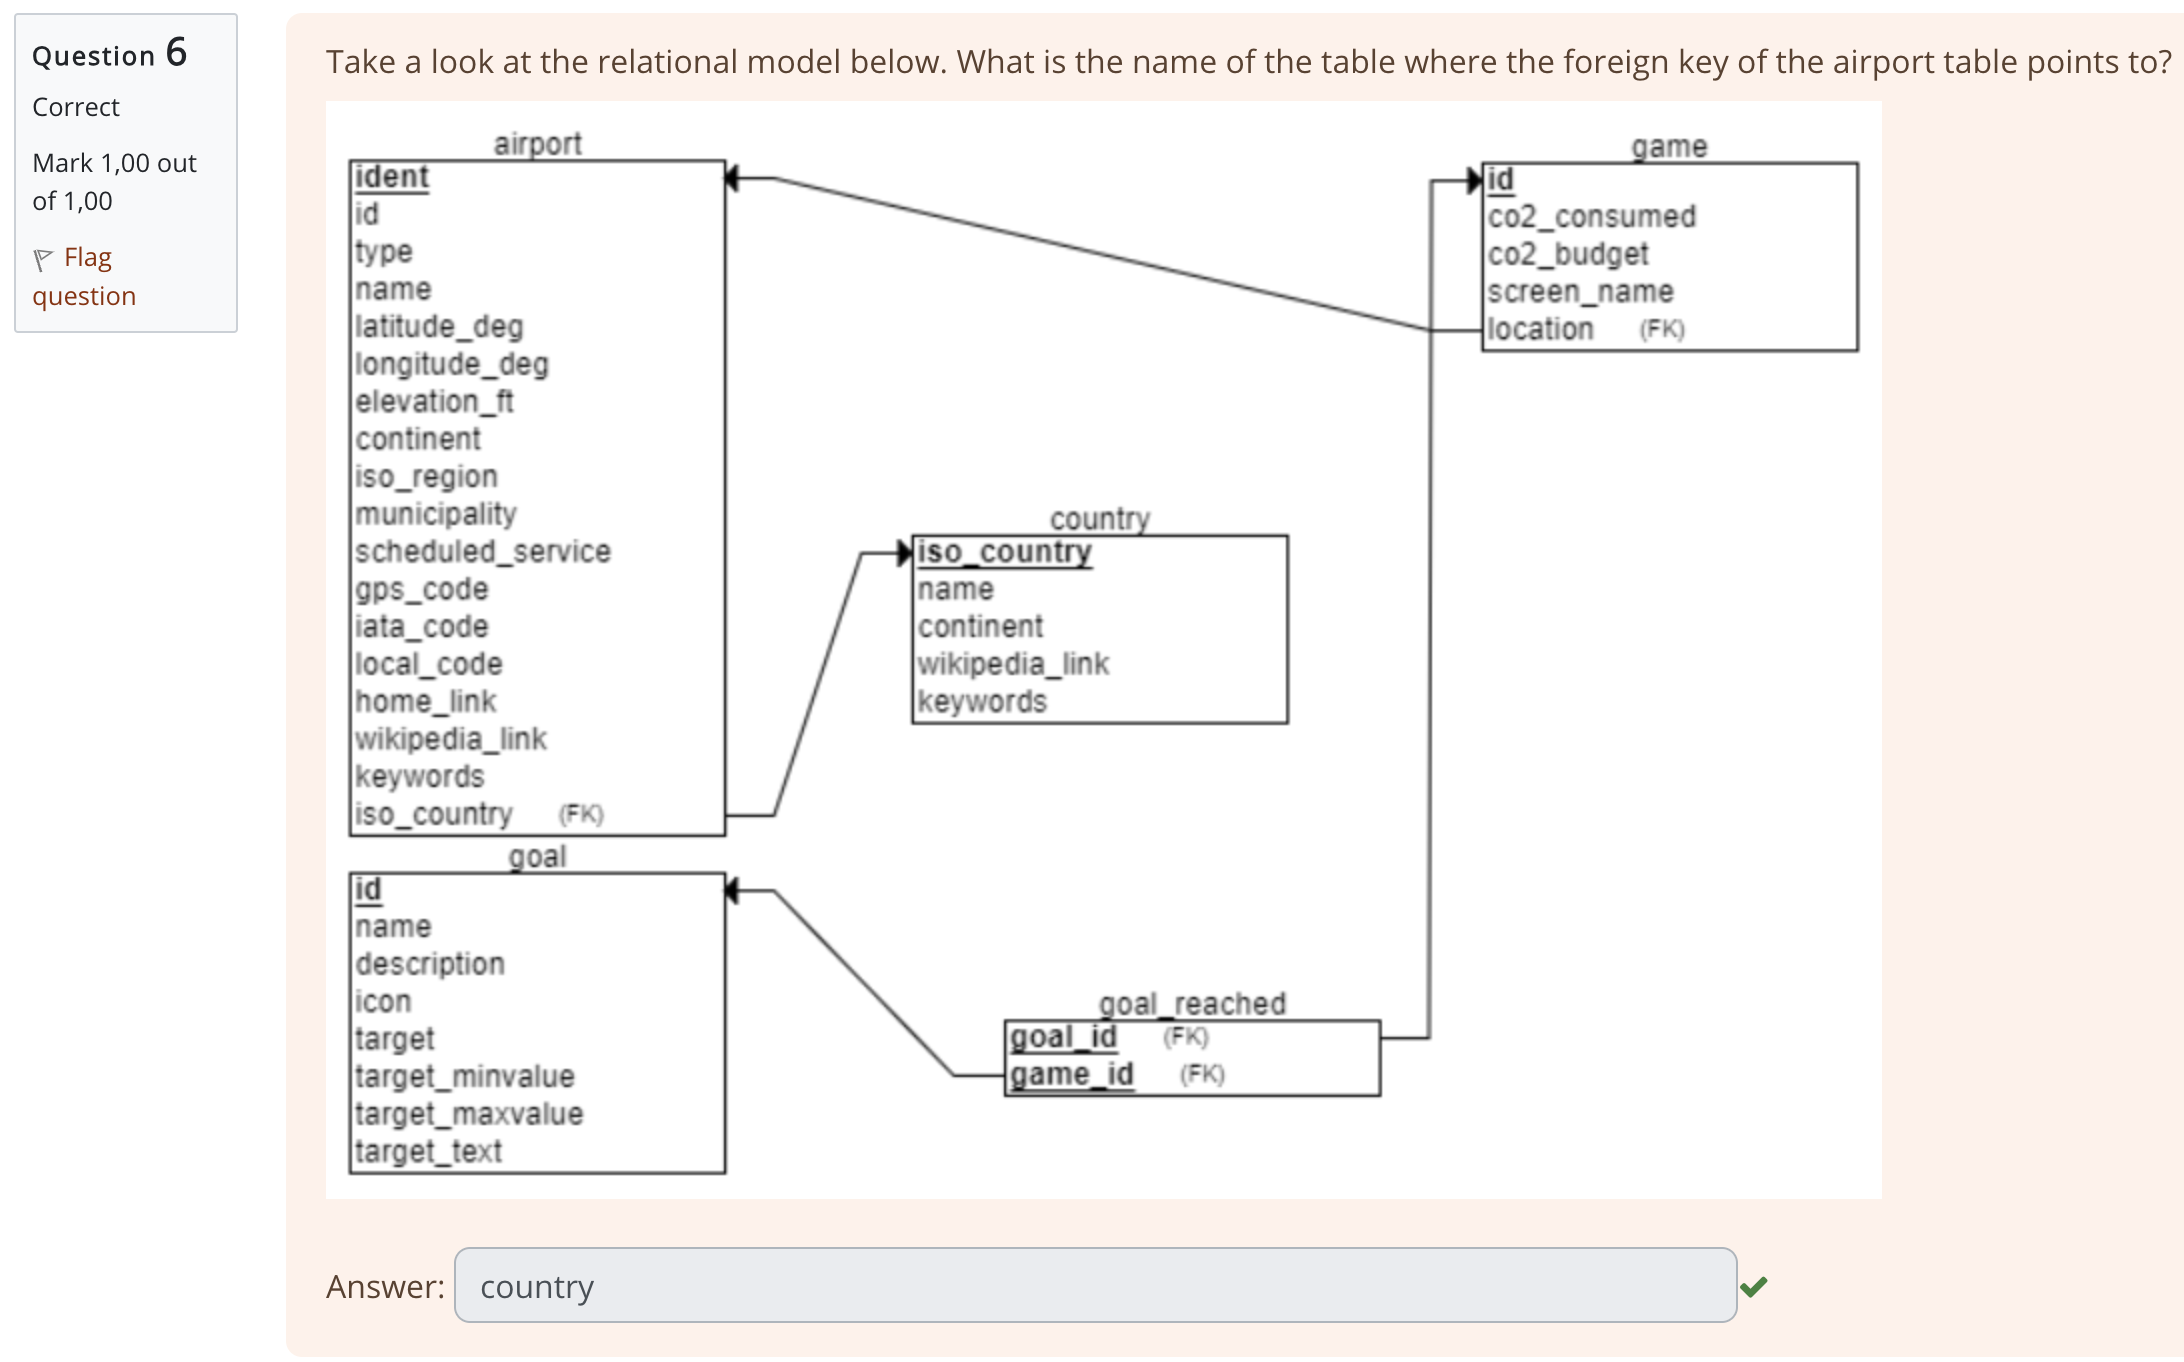 Question 6
Correct
Mark 1,00 out
of 1,00
Flag
question
Take a look at the relational model below. What is the name of the table where the foreign key of the airport table points to?
airport
ident
id
type
name
latitude_deg
longitude_deg
elevation_ft
continent
iso_region
municipality
scheduled_service
gps_code
iata_code
local_code
home_link
wikipedia_link
keywords
iso_country (FK)
game
id
co2_consumed
co2_budget
screen_name
location (FK)
country
iso_country
name
continent
wikipedia_link
keywords
goal
id
name
description
icon
target
target_minvalue
target_maxvalue
target_text
goal_reached
goal_id (FK)
game_id (FK)
Answer: country